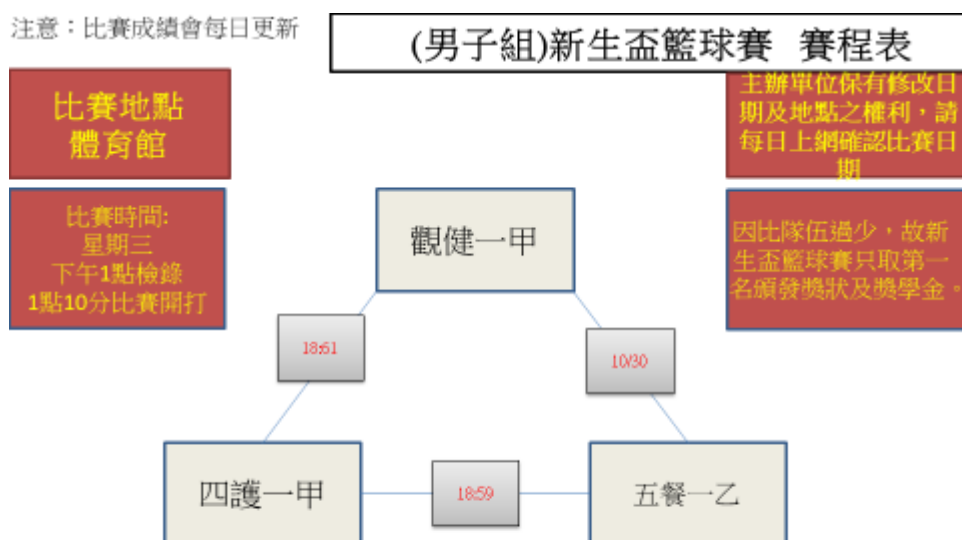 注意：比賽成績會每日更新
(男子組)新生盃籃球賽 賽程表
比賽地點
體育館
主辦單位保有修改日
期及地點之權利，請
每日上網確認比賽日
期
比賽時間:
星期三
下午1點檢錄
1點10分比賽開打
因比隊伍過少，故新
生盃籃球賽只取第一
名頒發獎狀及獎學金。
觀健一甲
18:61
10/30
四護一甲
18:59
五餐一乙